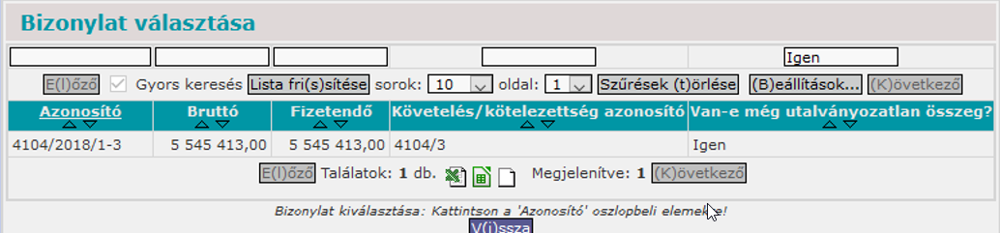 Bizonylat választása
Igen
E(l)őző Gyors keresés Lista fri(s)sítése sorok: 10 oldal: 1 Szűrések (t)örlése (B)eállítások... (K)övetkező
Azonosító Bruttó Fizetendő Követelés/kötelezettség azonosító Van-e még utalványozatlan összeg?
4104/2018/1-3 5 545 413,00 5 545 413,00 4104/3 Igen
E(l)őző Találatok: 1 db. Megjelenítve: 1 (K)övetkező
Bizonylat kiválasztása: Kattintson a 'Azonosító' oszlopbeli elemekre!
V(i)ssza